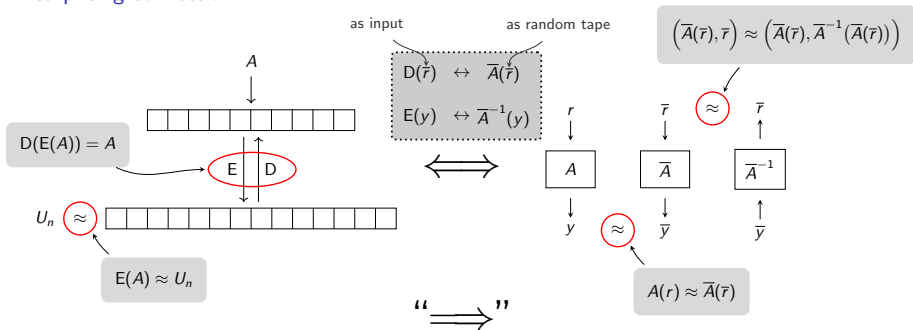 as input
as random tape
(A̅(r̅), r̅) ≈ (A̅(r̅), A̅⁻¹(A̅(r̅)))
A
D(r̅) ↔ A̅(r̅)
E(y) ↔ A̅⁻¹(y)
≈
r r̅ r̅
D(E(A)) = A
E D
⟺
A A̅ A̅⁻¹
Uₙ ≈
≈
y y̅ y̅
E(A) ≈ Uₙ
A(r) ≈ A̅(r̅)
“⟹”